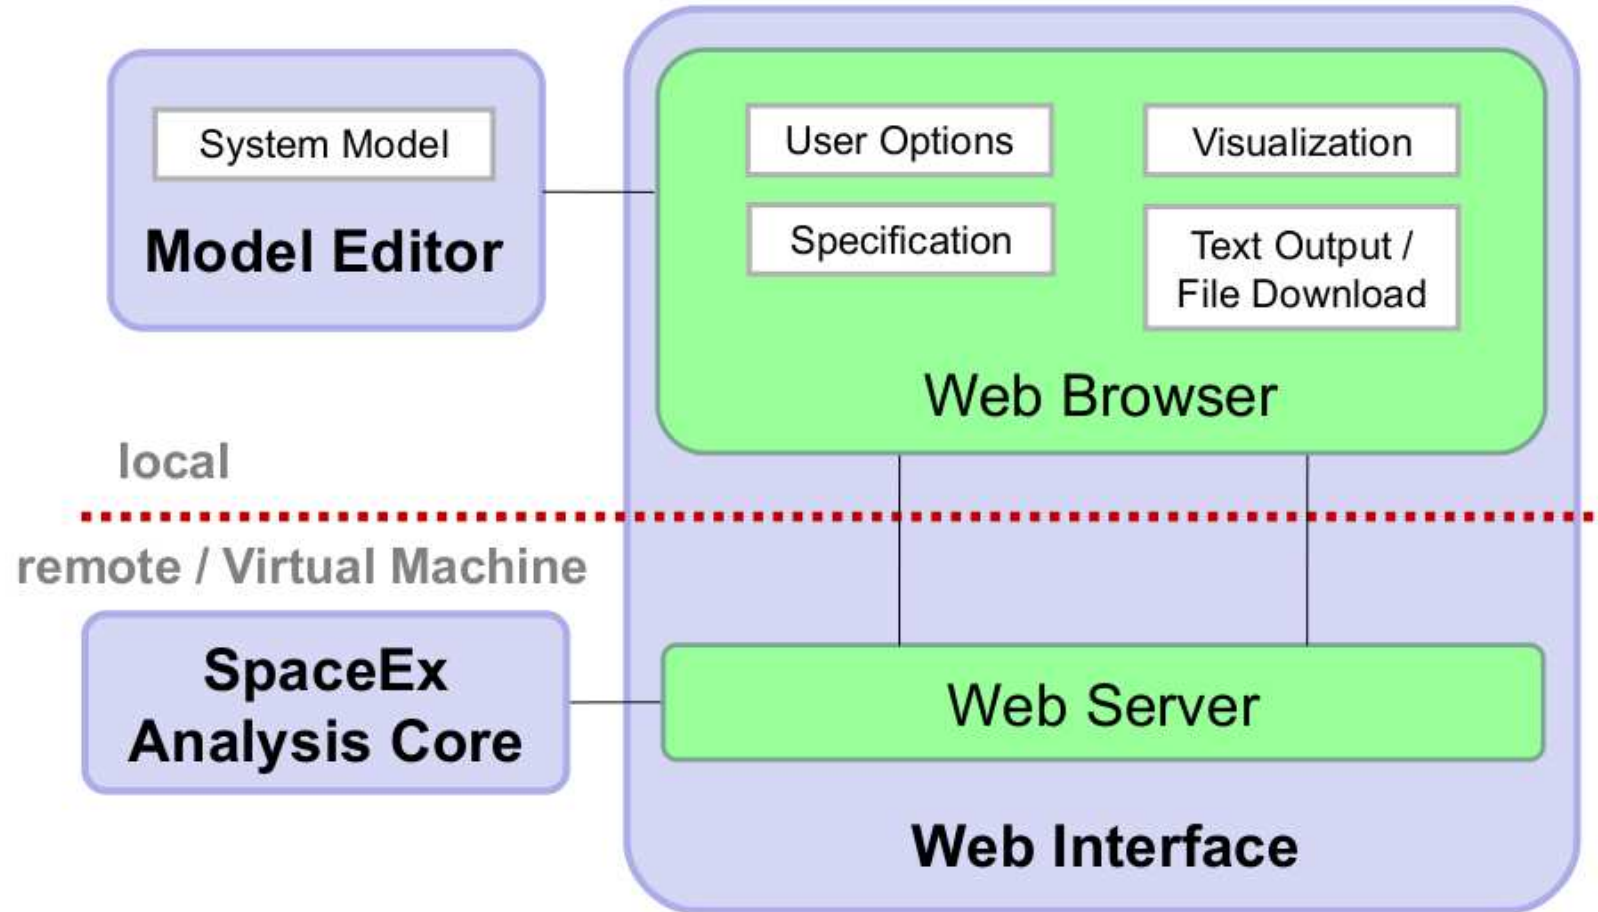 System Model
Model Editor
User Options
Visualization
Specification
Text Output /
File Download
Web Browser
local
remote / Virtual Machine
SpaceEx
Analysis Core
Web Server
Web Interface